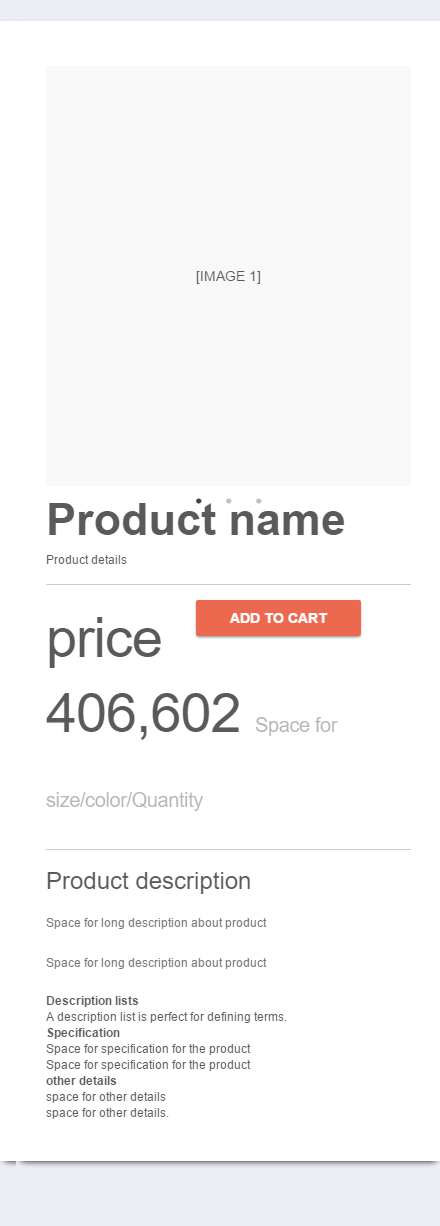 [IMAGE 1]
Product name
Product details
price
ADD TO CART
406,602 Space for
size/color/Quantity
Product description
Space for long description about product
Space for long description about product
Description lists
A description list is perfect for defining terms.
Specification
Space for specification for the product
Space for specification for the product
other details
space for other details
space for other details.